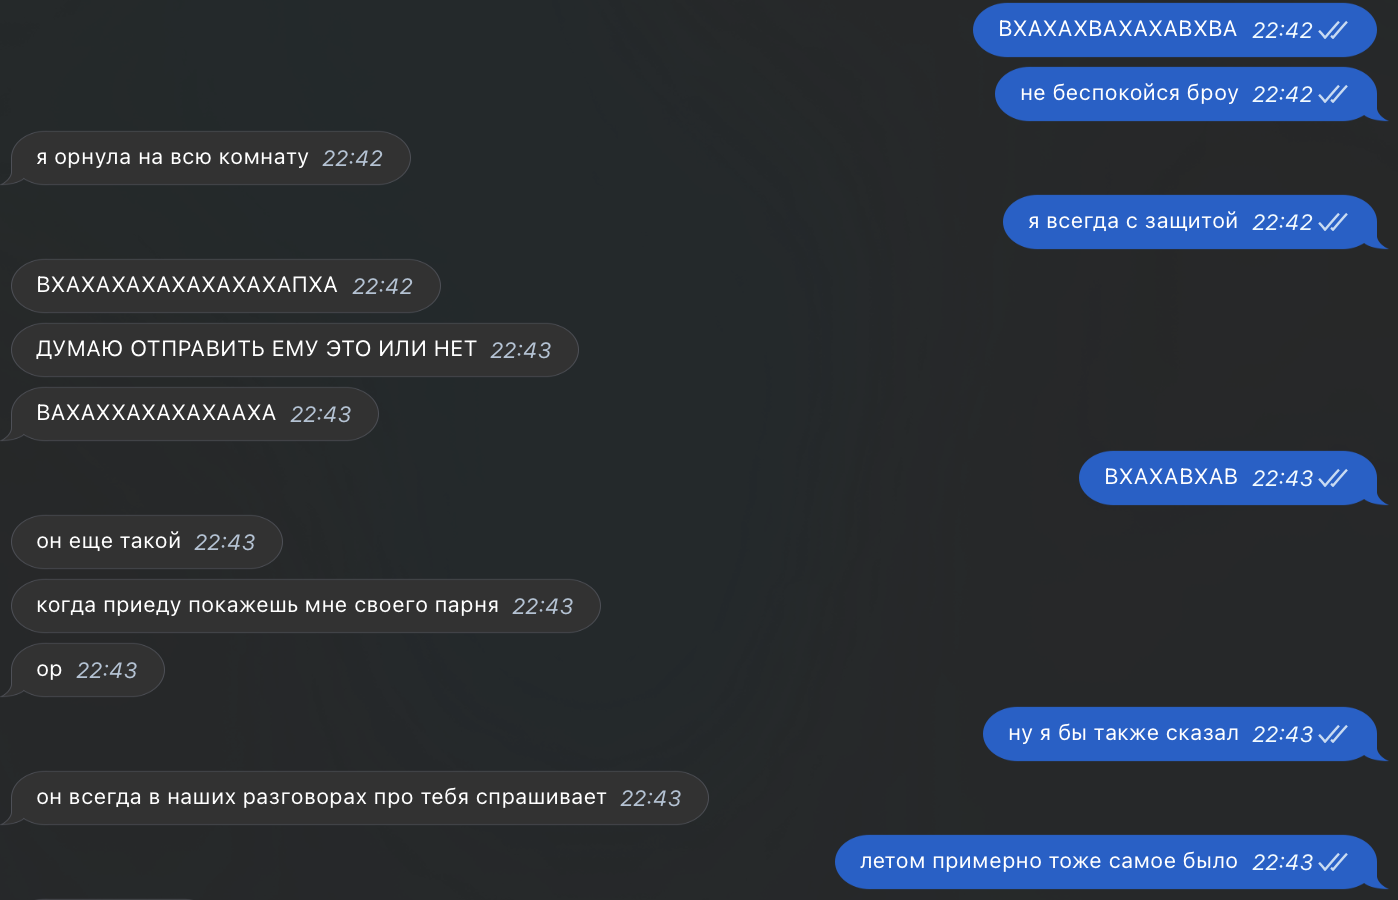 ВХАХАХВАХАХАВХВА 22:42
не беспокойся броу 22:42
я орнула на всю комнату 22:42
я всегда с защитой 22:42
ВХАХАХАХАХАХАХАХАПХА 22:42
ДУМАЮ ОТПРАВИТЬ ЕМУ ЭТО ИЛИ НЕТ 22:43
ВАХАХХАХАХАХААХА 22:43
ВХАХАВХАВ 22:43
он еще такой 22:43
когда приеду покажешь мне своего парня 22:43
ор 22:43
ну я бы также сказал 22:43
он всегда в наших разговорах про тебя спрашивает 22:43
летом примерно тоже самое было 22:43